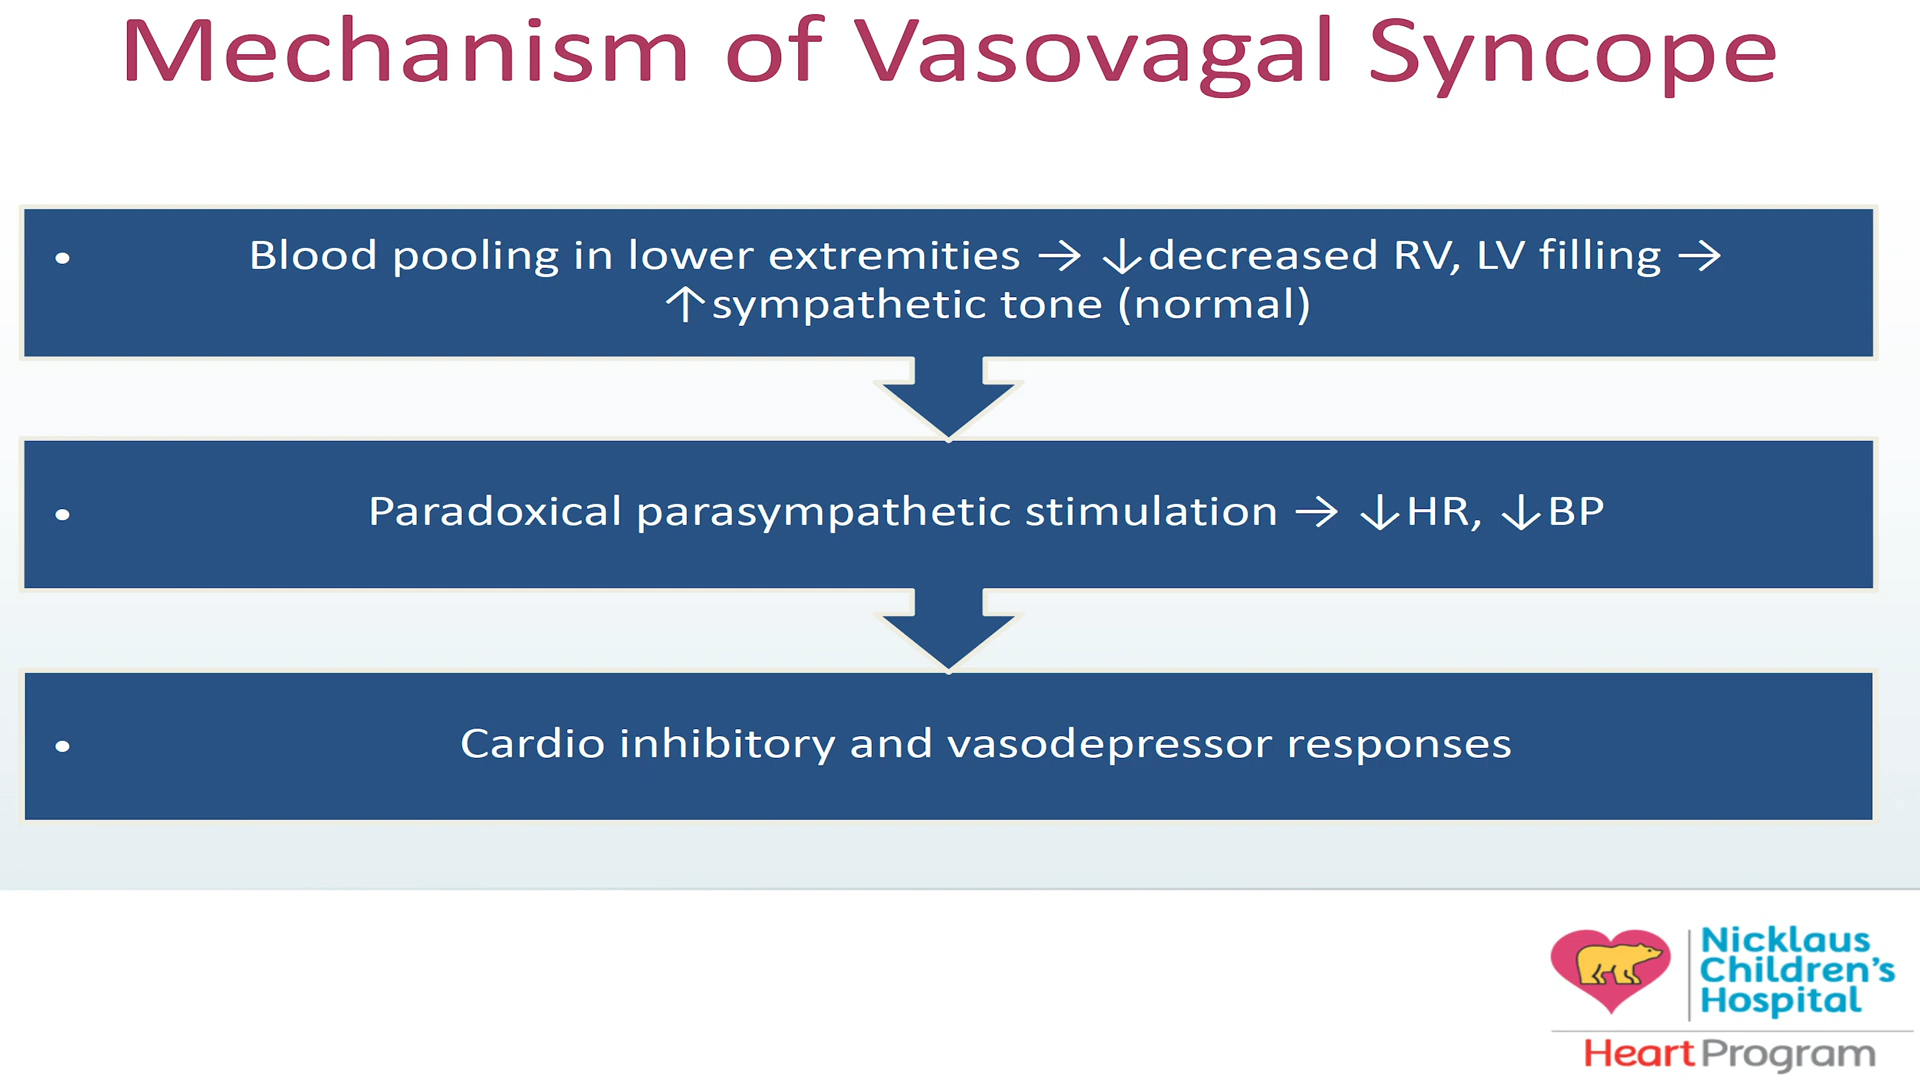 Mechanism of Vasovagal Syncope
• Blood pooling in lower extremities → ↓decreased RV, LV filling →
↑sympathetic tone (normal)
• Paradoxical parasympathetic stimulation → ↓HR, ↓BP
• Cardio inhibitory and vasodepressor responses
Nicklaus
Children's
Hospital
Heart Program